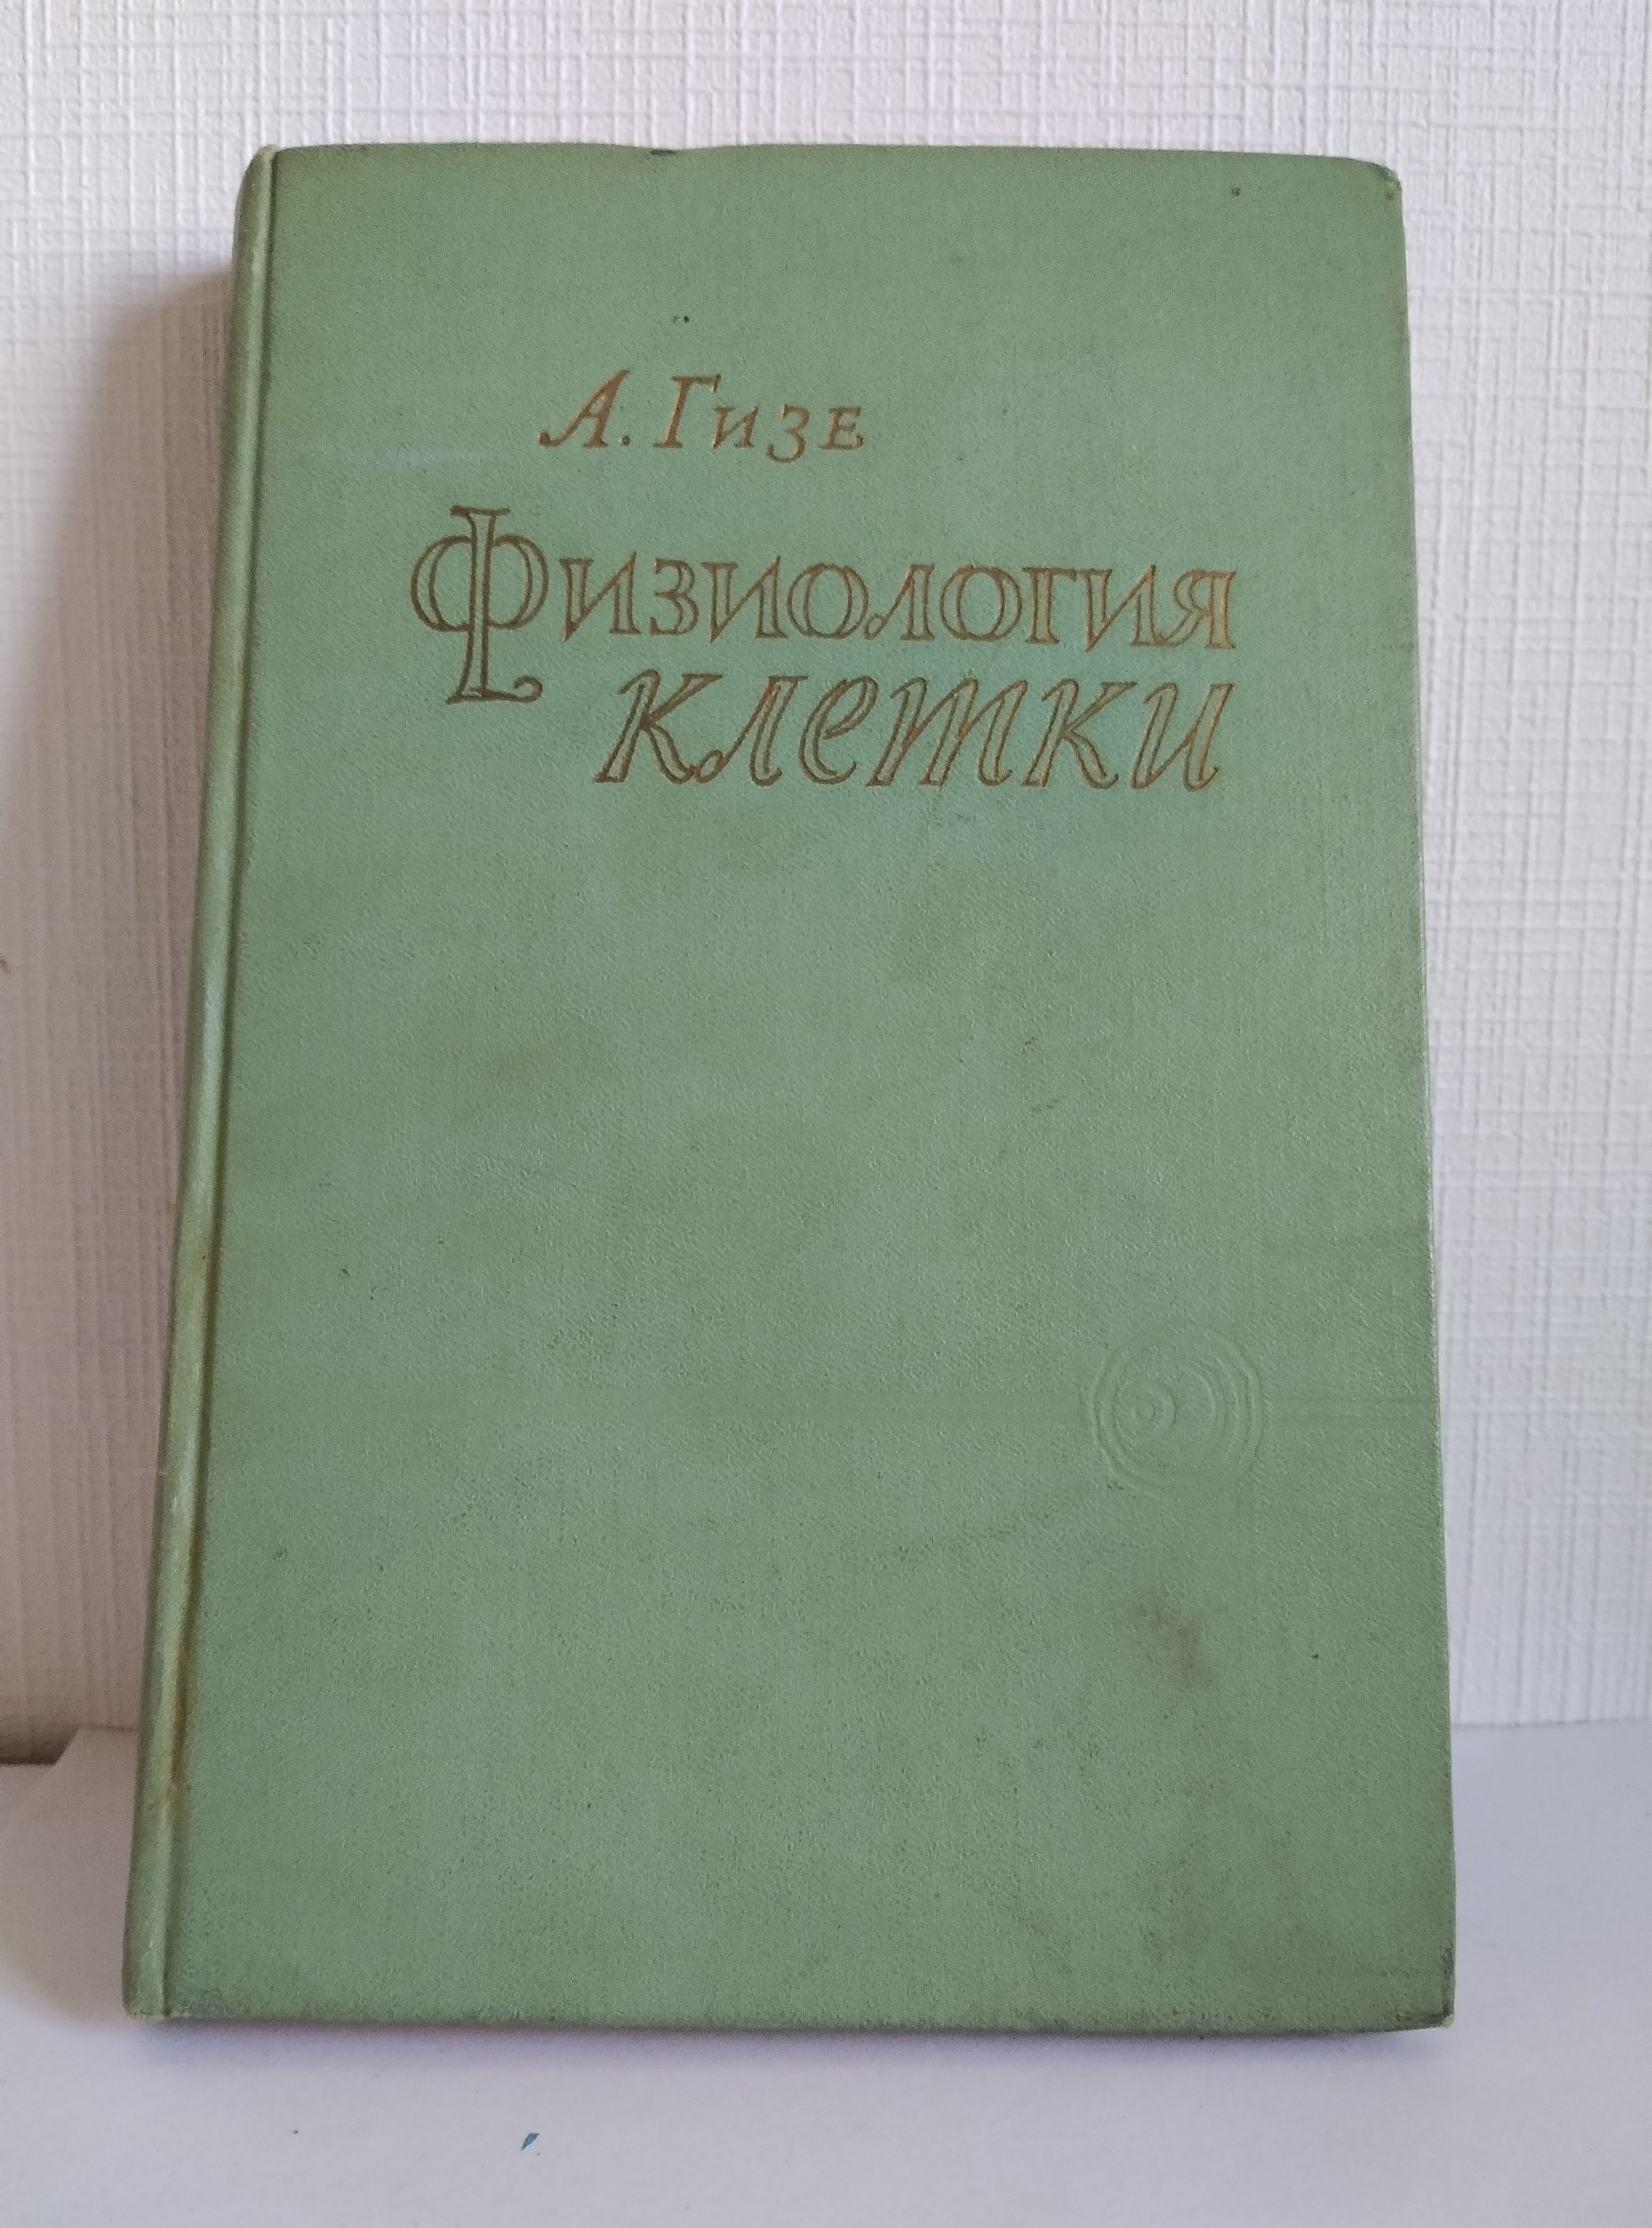 А. Гизе
Физиология
клетки